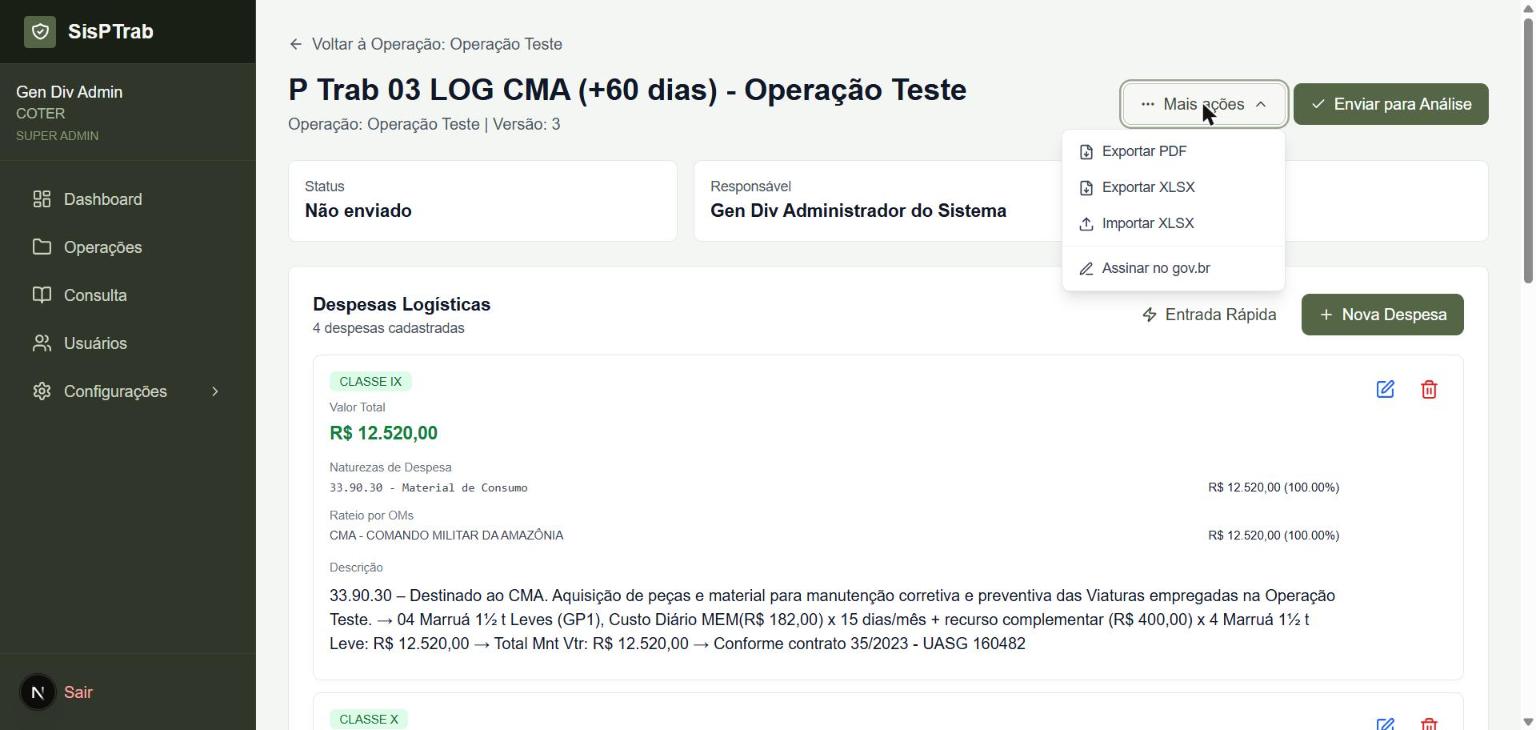 SisPTrab
Gen Div Admin
COTER
SUPER ADMIN
Dashboard
Operações
Consulta
Usuários
Configurações
N
Sair
← Voltar à Operação: Operação Teste
P Trab 03 LOG CMA (+60 dias) - Operação Teste
Operação: Operação Teste | Versão: 3
Mais ações
Enviar para Análise
Exportar PDF
Exportar XLSX
Importar XLSX
Assinar no gov.br
Status
Não enviado
Responsável
Gen Div Administrador do Sistema
Despesas Logísticas
4 despesas cadastradas
Entrada Rápida
+ Nova Despesa
CLASSE IX
Valor Total
R$ 12.520,00
Naturezas de Despesa
33.90.30 - Material de Consumo R$ 12.520,00 (100.00%)
Rateio por OMs
CMA - COMANDO MILITAR DA AMAZÔNIA R$ 12.520,00 (100.00%)
Descrição
33.90.30 – Destinado ao CMA. Aquisição de peças e material para manutenção corretiva e preventiva das Viaturas empregadas na Operação
Teste. → 04 Marruá 1½ t Leves (GP1), Custo Diário MEM(R$ 182,00) x 15 dias/mês + recurso complementar (R$ 400,00) x 4 Marruá 1½ t
Leve: R$ 12.520,00 → Total Mnt Vtr: R$ 12.520,00 → Conforme contrato 35/2023 - UASG 160482
CLASSE X